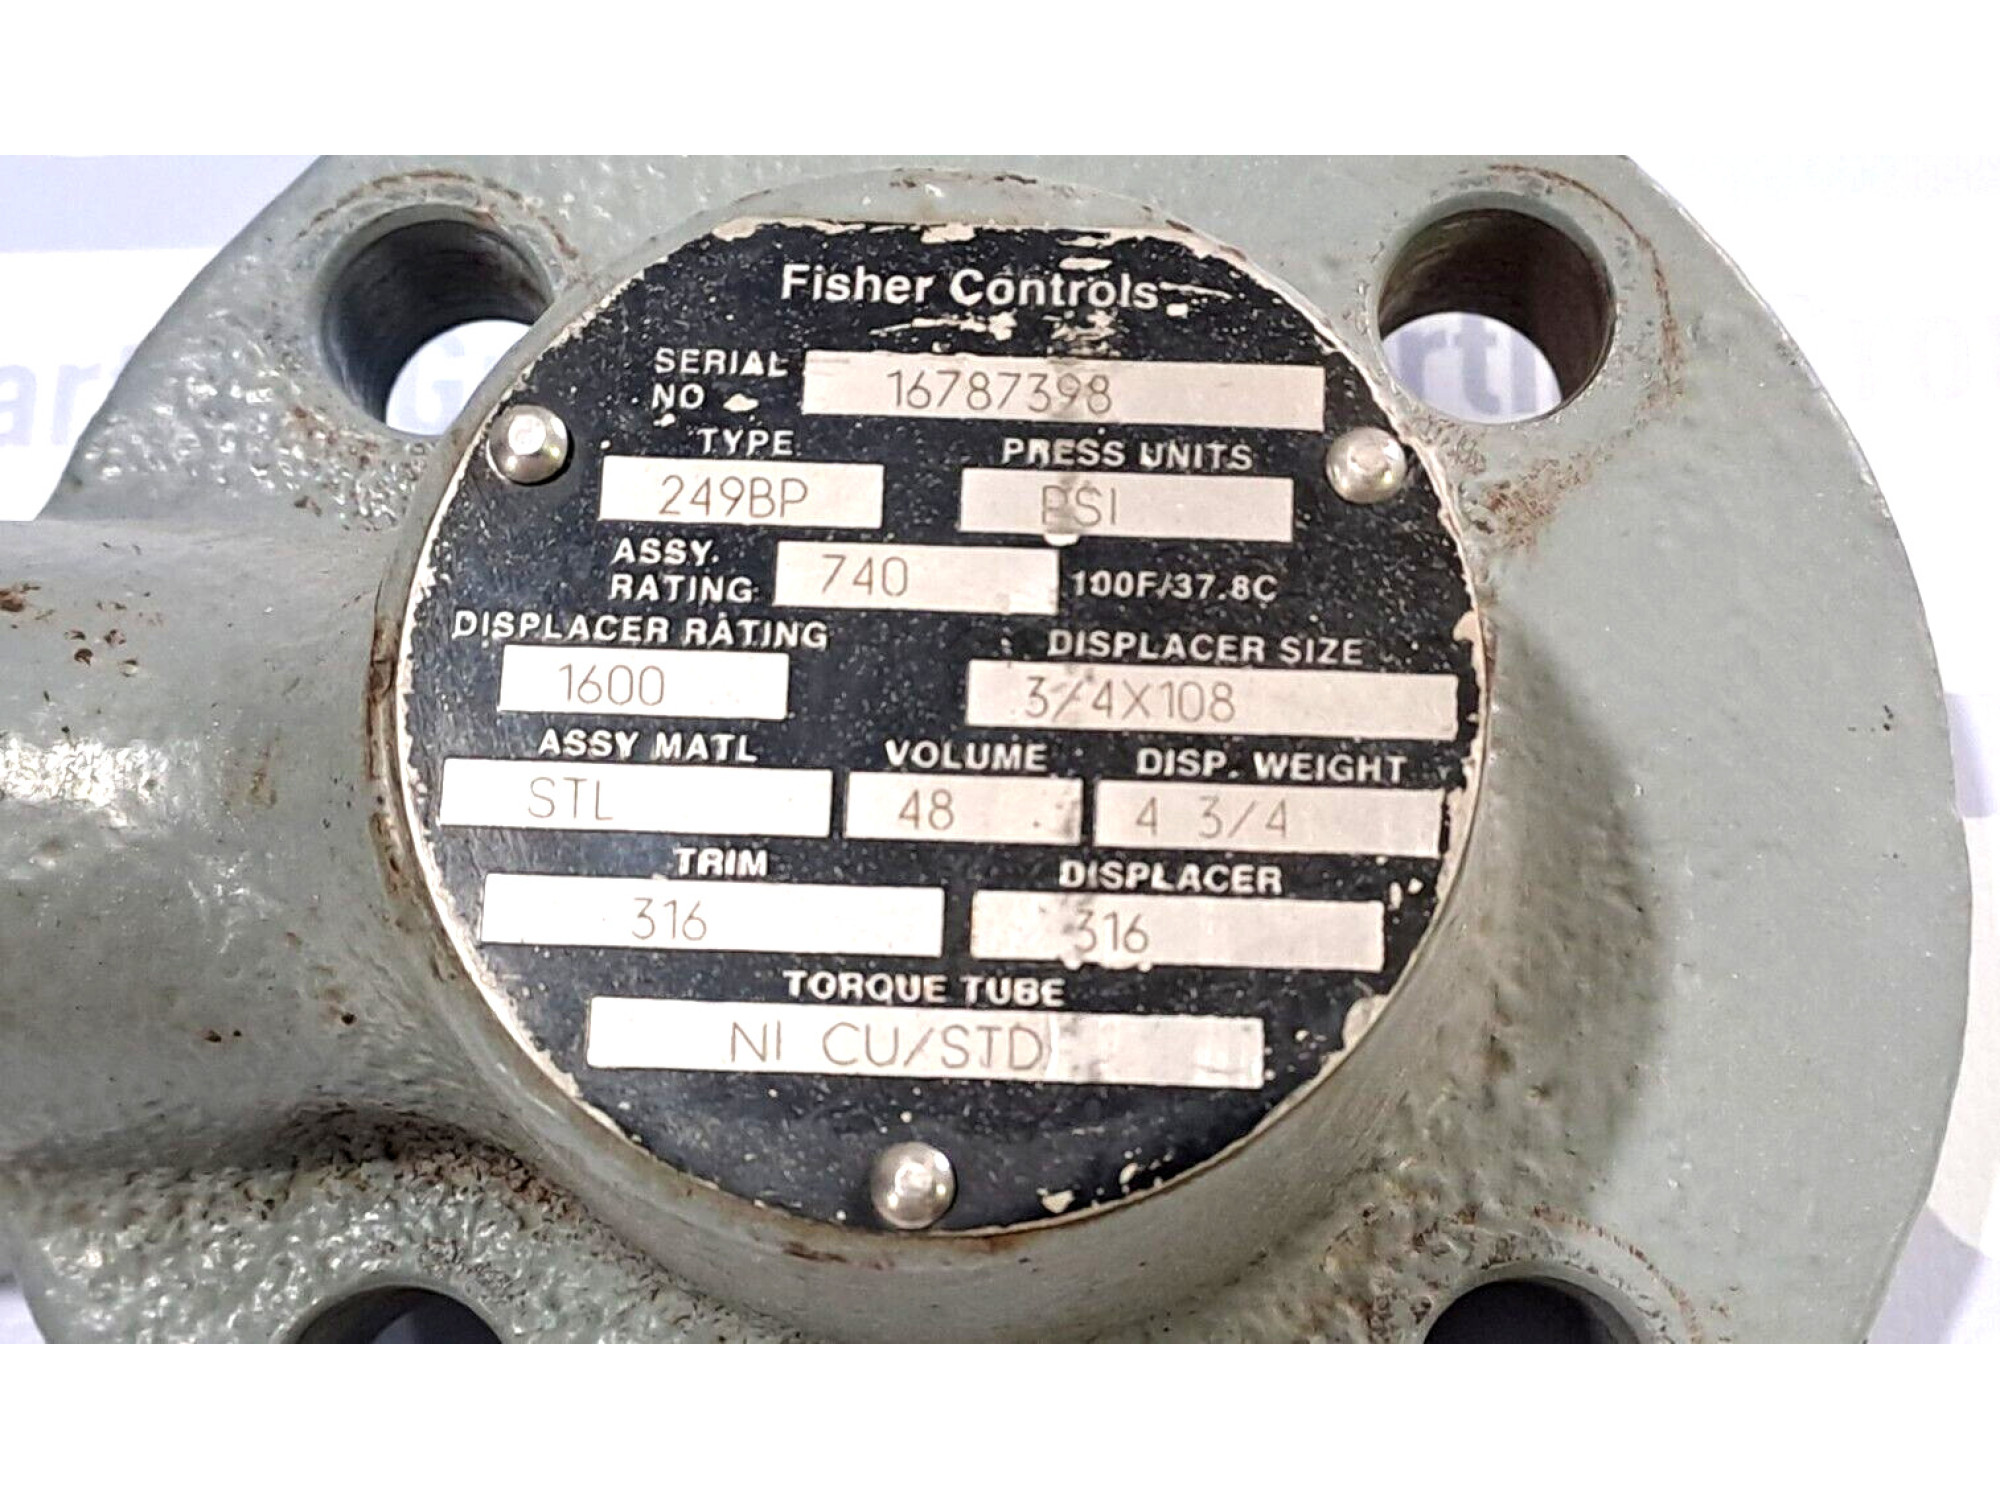 Fisher Controls
SERIAL NO 16787398
TYPE PRESS UNITS
249BP PSI
ASSY. RATING 740 100F/37.8C
DISPLACER RATING DISPLACER SIZE
1600 3/4X108
ASSY MATL VOLUME DISP. WEIGHT
STL 48 4 3/4
TRIM DISPLACER
316 316
TORQUE TUBE
NI CU/STD